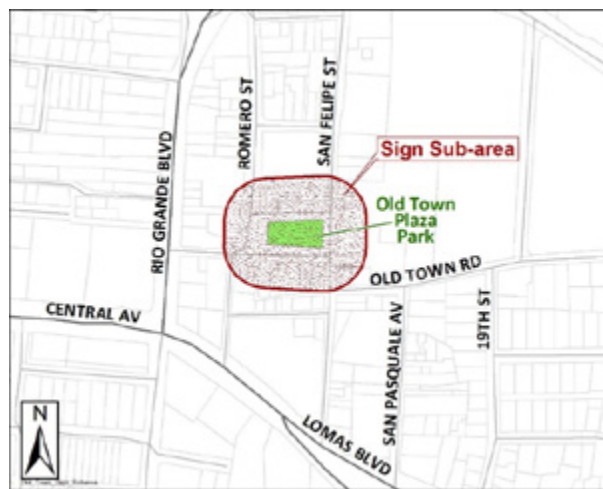 RIO GRANDE BLVD
ROMERO ST
SAN FELIPE ST
Sign Sub-area
Old Town
Plaza
Park
OLD TOWN RD
CENTRAL AV
SAN PASQUALE AV
19TH ST
LOMAS BLVD
N